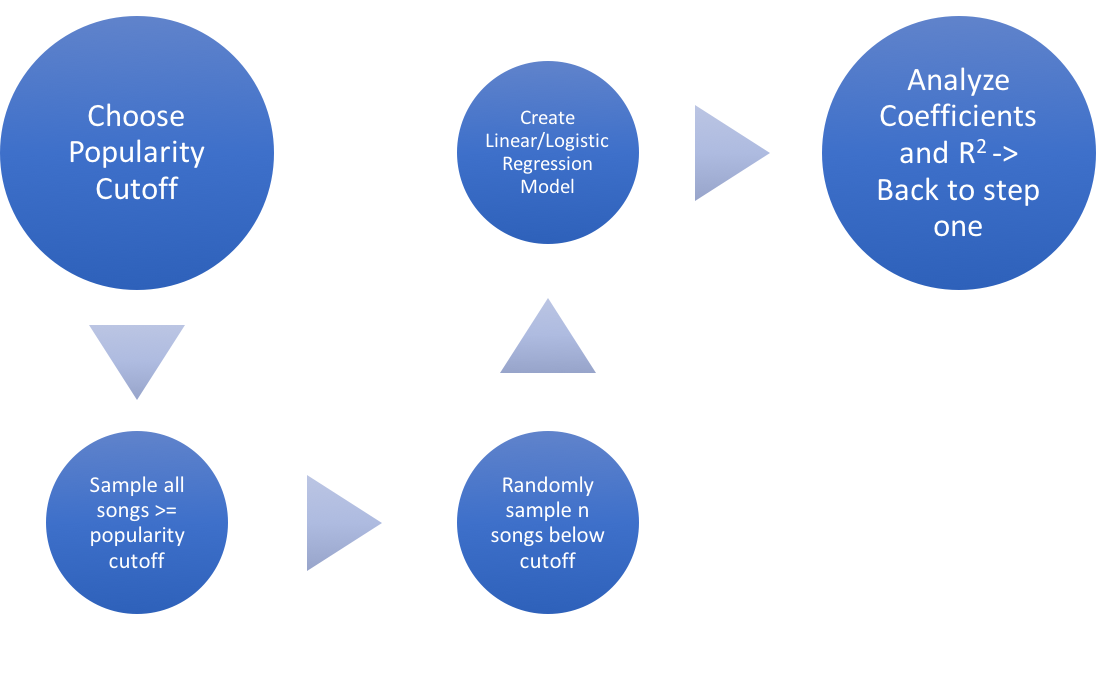 Choose
Popularity
Cutoff
Sample all
songs >=
popularity
cutoff
Randomly
sample n
songs below
cutoff
Create
Linear/Logistic
Regression
Model
Analyze
Coefficients
and R² ->
Back to step
one